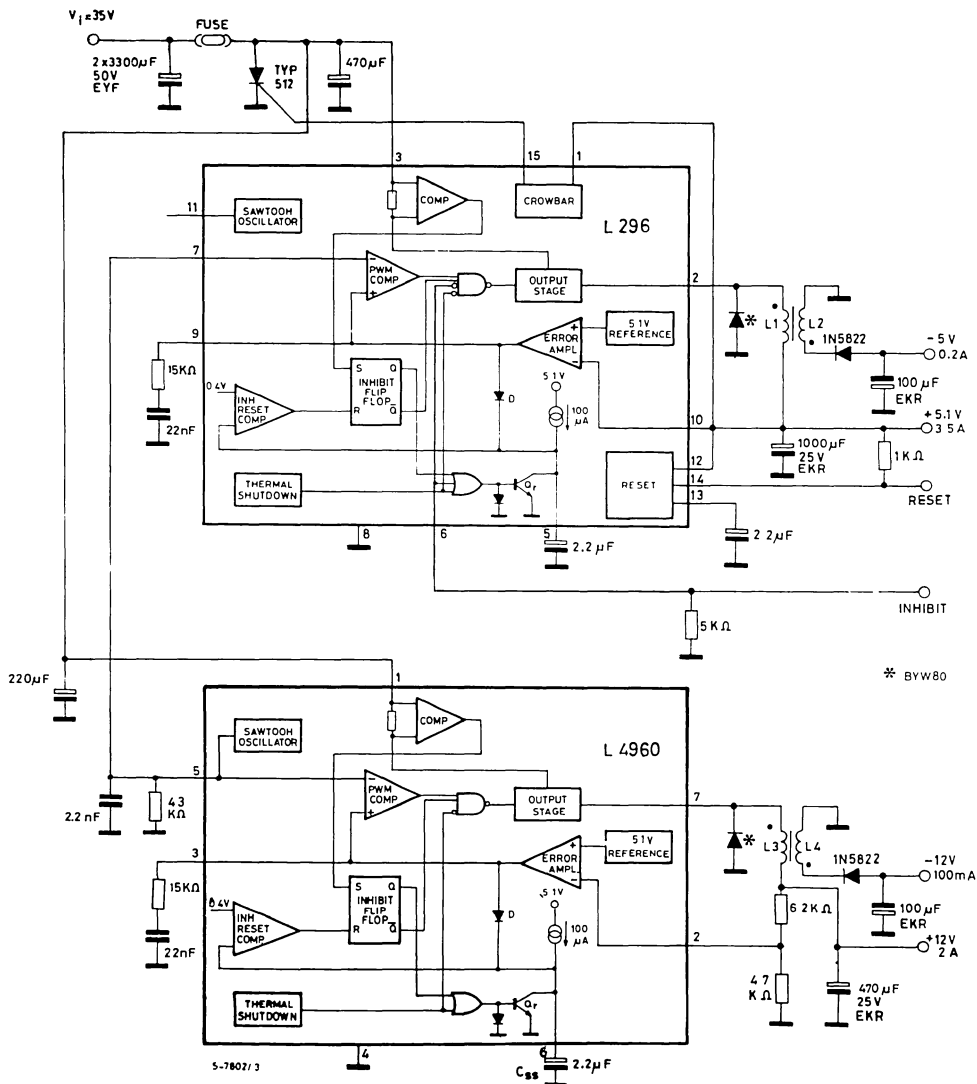 Vi=35V
FUSE
2x3300µF
50V
EYF
TYP
512
470µF
3
15
1
CROWBAR
COMP
L 296
11
SAWTOOH
OSCILLATOR
7
PWM
COMP
OUTPUT
STAGE
2
*
L1
L2
1N5822
-5V
0.2A
100µF
EKR
9
ERROR
AMPL
5.1V
REFERENCE
15KΩ
22nF
0.4V
INH
RESET
COMP
S Q
INHIBIT
FLIP
FLOP
R Q
D
5.1V
100
µA
10
+5.1V
3.5A
1000µF
25V
EKR
1KΩ
12
14
13
RESET
RESET
THERMAL
SHUTDOWN
Qr
8
6
5
2.2µF
2.2µF
INHIBIT
5KΩ
* BYW80
220µF
1
COMP
L 4960
SAWTOOH
OSCILLATOR
5
PWM
COMP
OUTPUT
STAGE
7
*
L3
L4
1N5822
-12V
100mA
100µF
EKR
2.2nF
4.3
KΩ
3
ERROR
AMPL
5.1V
REFERENCE
15KΩ
22nF
0.4V
INH
RESET
COMP
S Q
INHIBIT
FLIP
FLOP
R Q
D
5.1V
100
µA
2
6.2KΩ
+12V
2A
4.7
KΩ
470µF
25V
EKR
THERMAL
SHUTDOWN
Qr
4
6
Css
2.2µF
S-7802/3